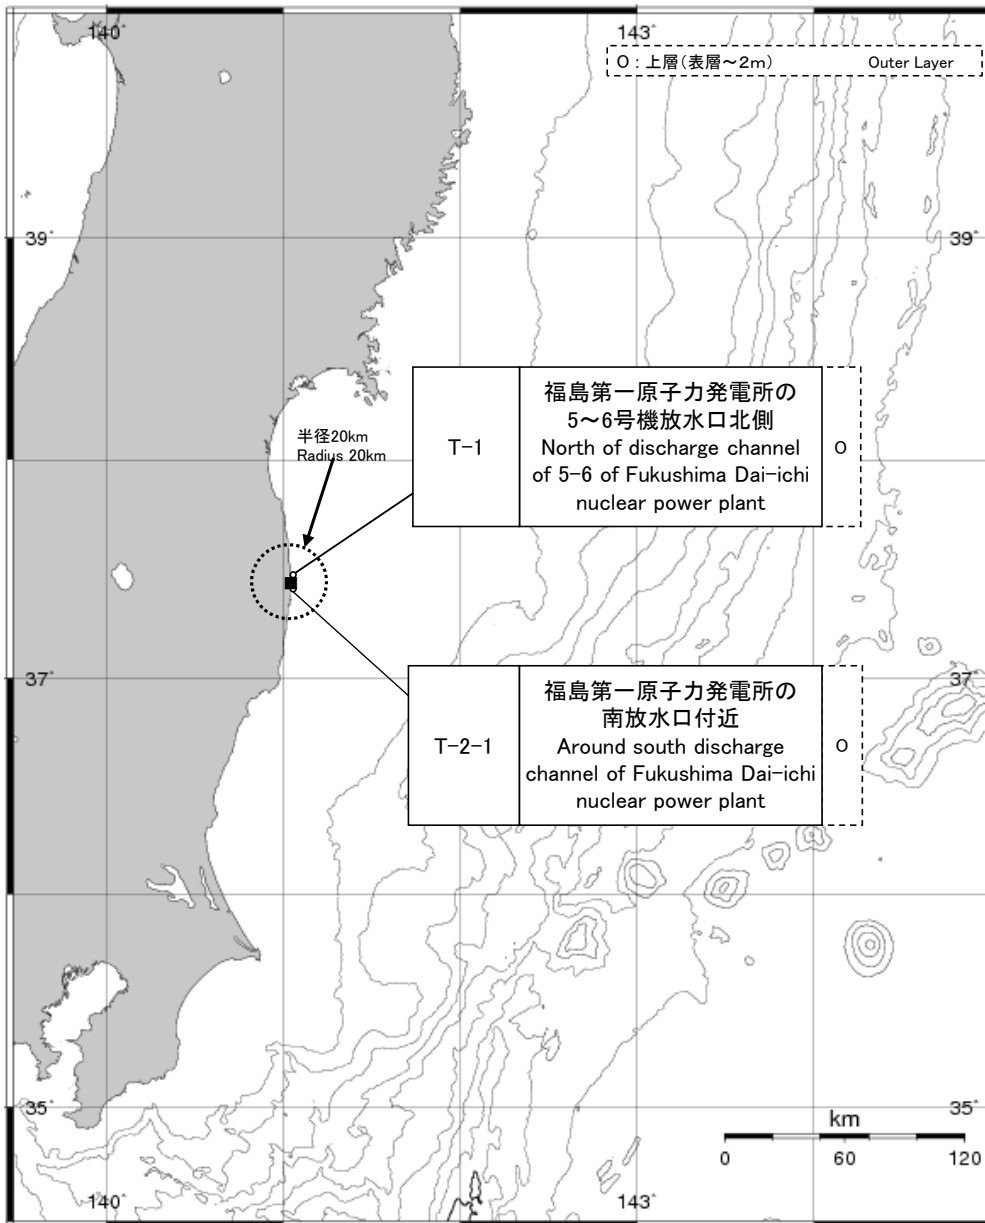 140°
143°
O : 上層(表層～2m) Outer Layer
39°
39°
T-1
福島第一原子力発電所の
5～6号機放水口北側
North of discharge channel
of 5-6 of Fukushima Dai-ichi
nuclear power plant
O
半径20km
Radius 20km
37°
37°
T-2-1
福島第一原子力発電所の
南放水口付近
Around south discharge
channel of Fukushima Dai-ichi
nuclear power plant
O
35°
35°
km
0 60 120
140°
143°